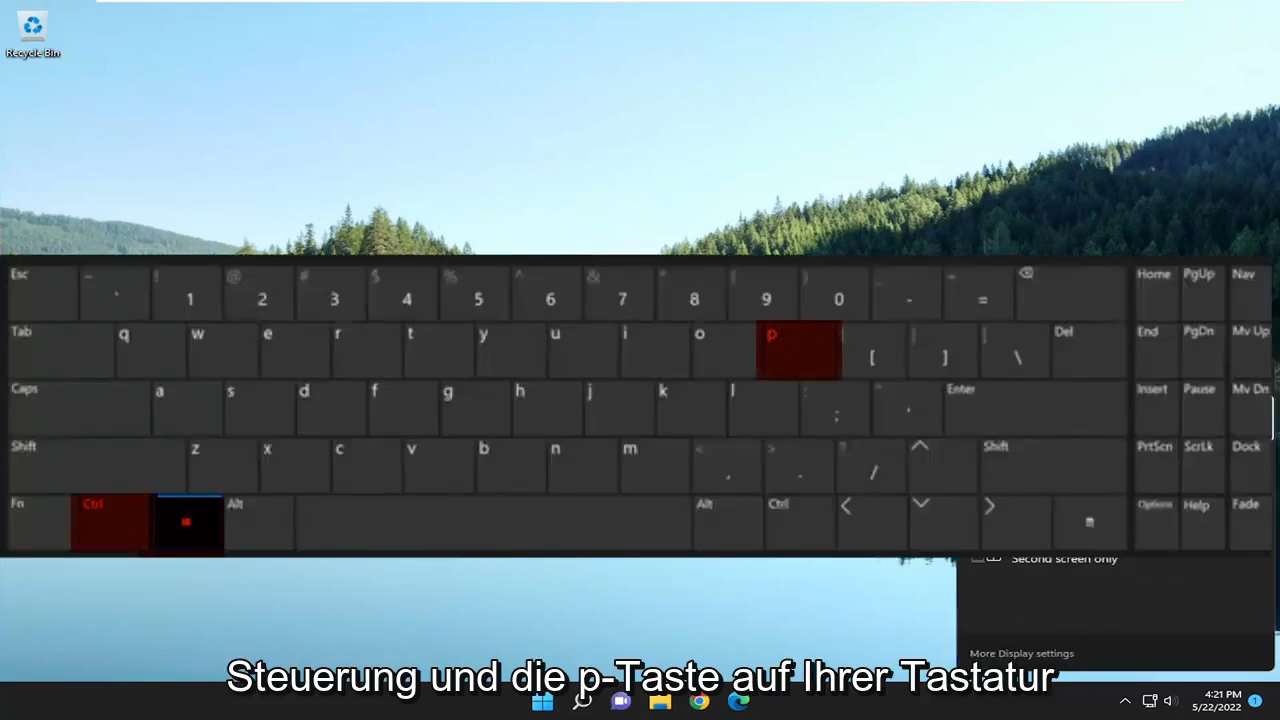 Recycle Bin
Esc ~ ` ! 1 @ 2 # 3 $ 4 % 5 ^ 6 & 7 * 8 ( 9 ) 0 - + = Home PgUp Nav
Tab q w e r t y u i o p [ ] | \ Del End PgDn Mv Up
Caps a s d f g h j k l : ; " ' Enter Insert Pause Mv Dn
Shift z x c v b n m < , > . ? / Shift PrtScn ScrLk Dock
Fn Ctrl Alt Alt Ctrl Options Help Fade
Second screen only
More Display settings
Steuerung und die p-Taste auf Ihrer Tastatur
4:21 PM
5/22/2022
1